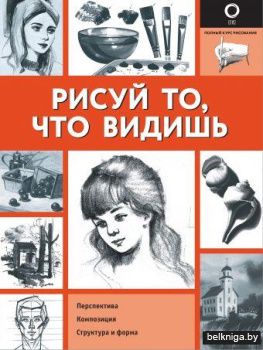 ПОЛНЫЙ КУРС РИСОВАНИЯ
РИСУЙ ТО,
ЧТО ВИДИШЬ
Перспектива
Композиция
Структура и форма
belkniga.by